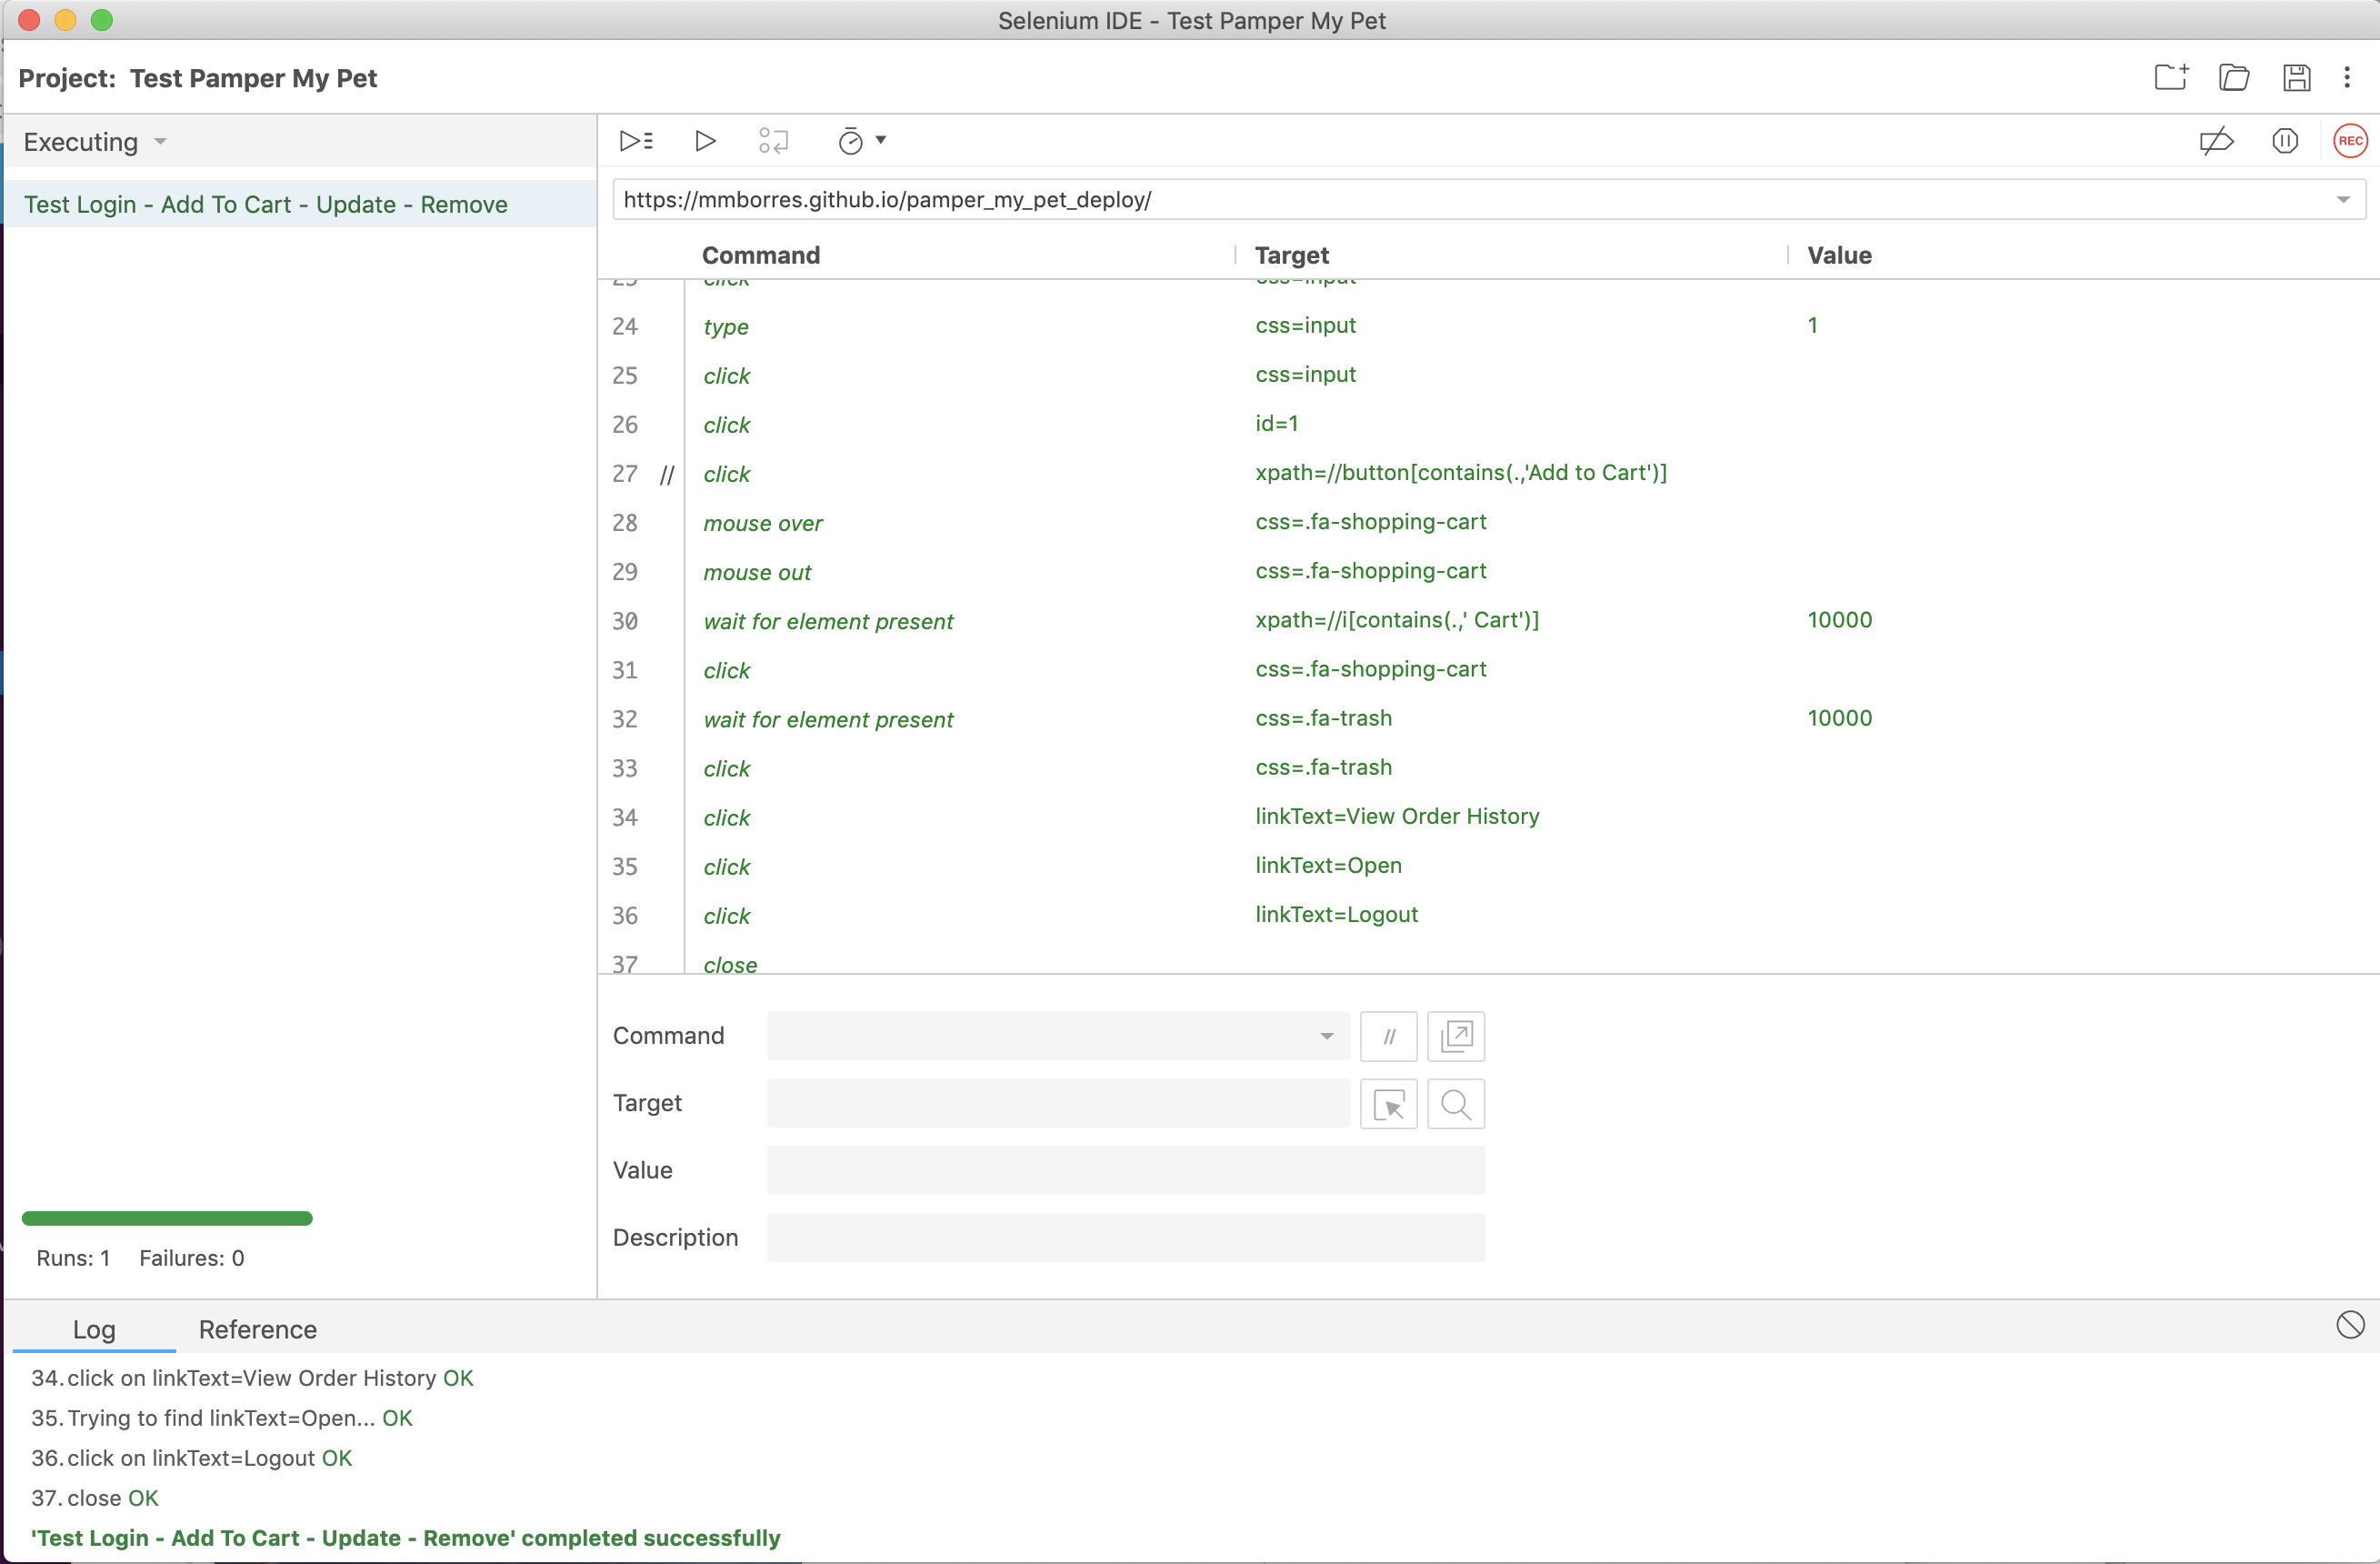 Selenium IDE - Test Pamper My Pet
Project: Test Pamper My Pet
Executing
REC
Test Login - Add To Cart - Update - Remove
https://mmborres.github.io/pamper_my_pet_deploy/
Command Target Value
23 click css=input
24 type css=input 1
25 click css=input
26 click id=1
27 // click xpath=//button[contains(.,'Add to Cart')]
28 mouse over css=.fa-shopping-cart
29 mouse out css=.fa-shopping-cart
30 wait for element present xpath=//i[contains(.,' Cart')] 10000
31 click css=.fa-shopping-cart
32 wait for element present css=.fa-trash 10000
33 click css=.fa-trash
34 click linkText=View Order History
35 click linkText=Open
36 click linkText=Logout
37 close
Command //
Target
Value
Description
Runs: 1 Failures: 0
Log Reference
34. click on linkText=View Order History OK
35. Trying to find linkText=Open... OK
36. click on linkText=Logout OK
37. close OK
'Test Login - Add To Cart - Update - Remove' completed successfully